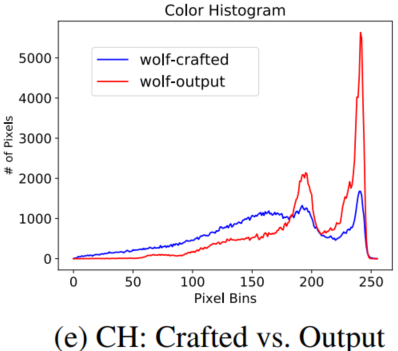 Color Histogram
wolf-crafted
wolf-output
# of Pixels
5000
4000
3000
2000
1000
0
0 50 100 150 200 250
Pixel Bins
(e) CH: Crafted vs. Output